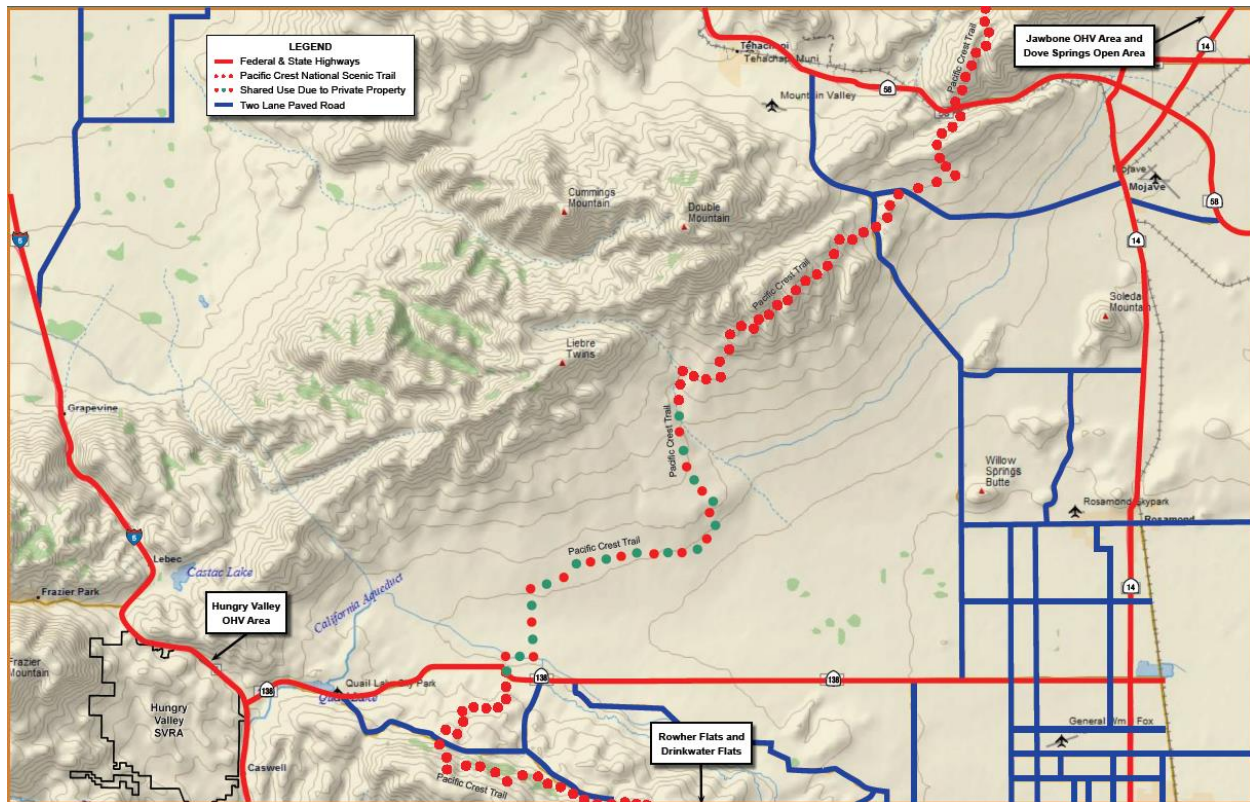 LEGEND
Federal & State Highways
Pacific Crest National Scenic Trail
Shared Use Due to Private Property
Two Lane Paved Road
Jawbone OHV Area and
Dove Springs Open Area
14
Tehachapi
Tehachapi Muni
Pacific Crest Trail
58
Mountain Valley
58
Mojave
Mojave
58
Cummings
Mountain
Double
Mountain
5
14
Pacific Crest Trail
Soledad
Mountain
Liebre
Twins
Grapevine
Pacific Crest Trail
Willow
Springs
Butte
Rosamond Skypark
Rosamond
5
Lebec
Pacific Crest Trail
Castac Lake
14
Frazier Park
California Aqueduct
Hungry Valley
OHV Area
Frazier
Mountain
138
Quail Lake Sky Park
Quail Lake
138
138
Hungry
Valley
SVRA
Rowher Flats and
Drinkwater Flats
General Wm J Fox
Caswell
Pacific Crest Trail